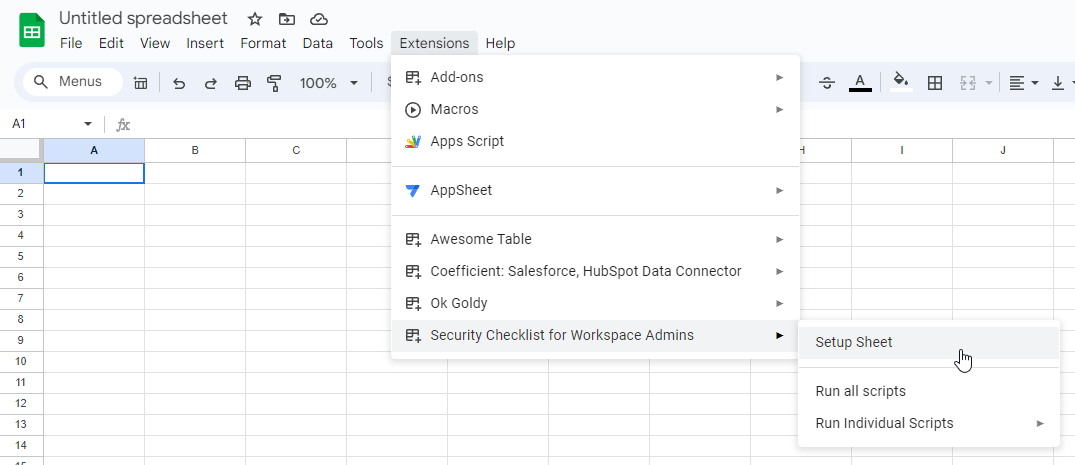 Untitled spreadsheet
File Edit View Insert Format Data Tools Extensions Help
Menus 100% A
A1 fx
A B C H I J
Add-ons
Macros
Apps Script
AppSheet
Awesome Table
Coefficient: Salesforce, HubSpot Data Connector
Ok Goldy
Security Checklist for Workspace Admins
Setup Sheet
Run all scripts
Run Individual Scripts
1
2
3
4
5
6
7
8
9
10
11
12
13
14